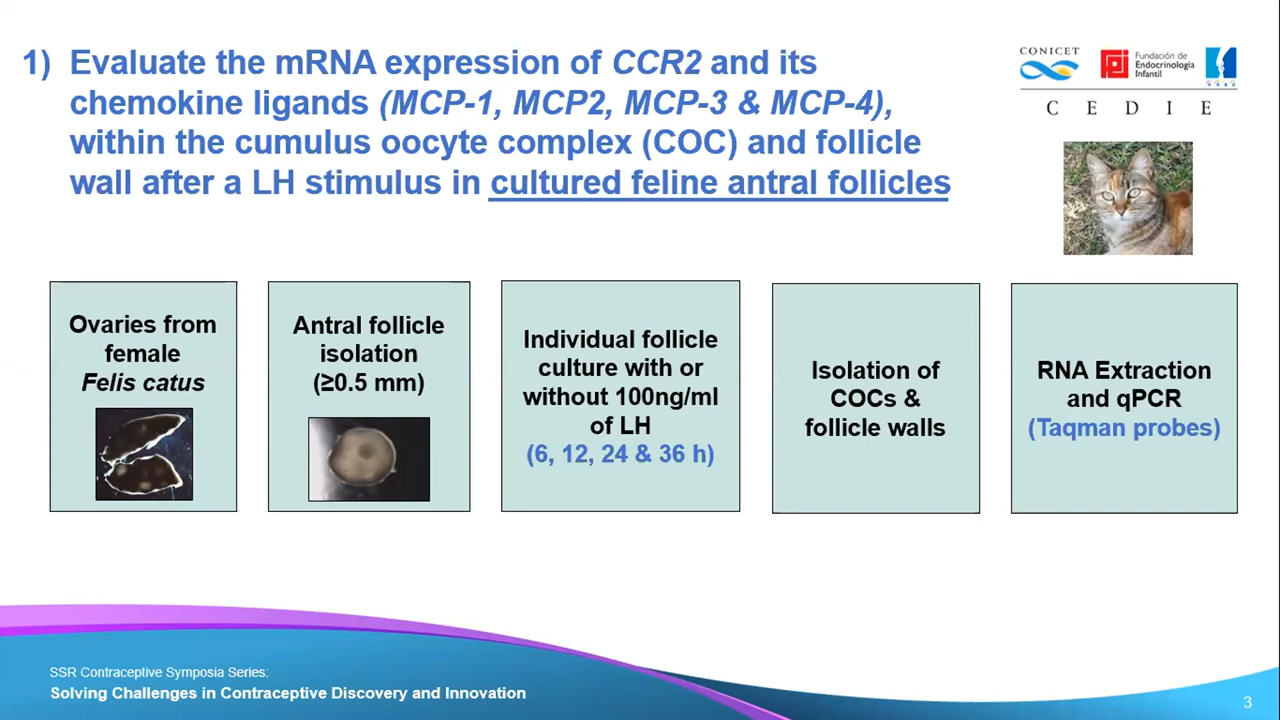 1) Evaluate the mRNA expression of CCR2 and its
chemokine ligands (MCP-1, MCP2, MCP-3 & MCP-4),
within the cumulus oocyte complex (COC) and follicle
wall after a LH stimulus in cultured feline antral follicles
CONICET
Fundación de
Endocrinología
Infantil
C E D I E
Ovaries from
female
Felis catus
Antral follicle
isolation
(≥0.5 mm)
Individual follicle
culture with or
without 100ng/ml
of LH
(6, 12, 24 & 36 h)
Isolation of
COCs &
follicle walls
RNA Extraction
and qPCR
(Taqman probes)
SSR Contraceptive Symposia Series:
Solving Challenges in Contraceptive Discovery and Innovation
3